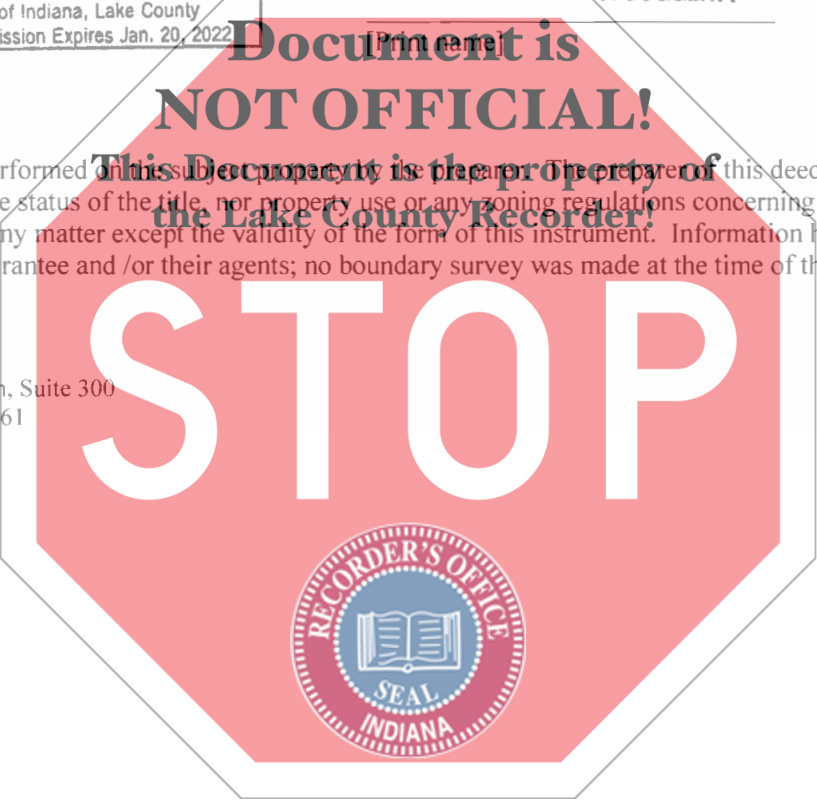 of Indiana, Lake County
ission Expires Jan. 20, 2022
[Print name]
Document is
NOT OFFICIAL!
This Document is the property of
the Lake County Recorder!
rformed on the subject property by the preparer. The preparer of this deed
e status of the title, nor property use or any zoning regulations concerning
ny matter except the validity of the form of this instrument. Information h
rantee and /or their agents; no boundary survey was made at the time of th
n, Suite 300
61
STOP
RECORDER'S OFFICE
SEAL
INDIANA